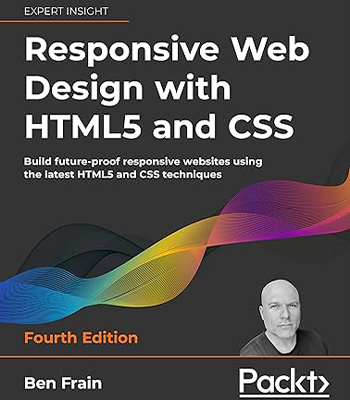 EXPERT INSIGHT
Responsive Web
Design with
HTML5 and CSS
Build future-proof responsive websites using
the latest HTML5 and CSS techniques
Fourth Edition
Ben Frain
Packt>